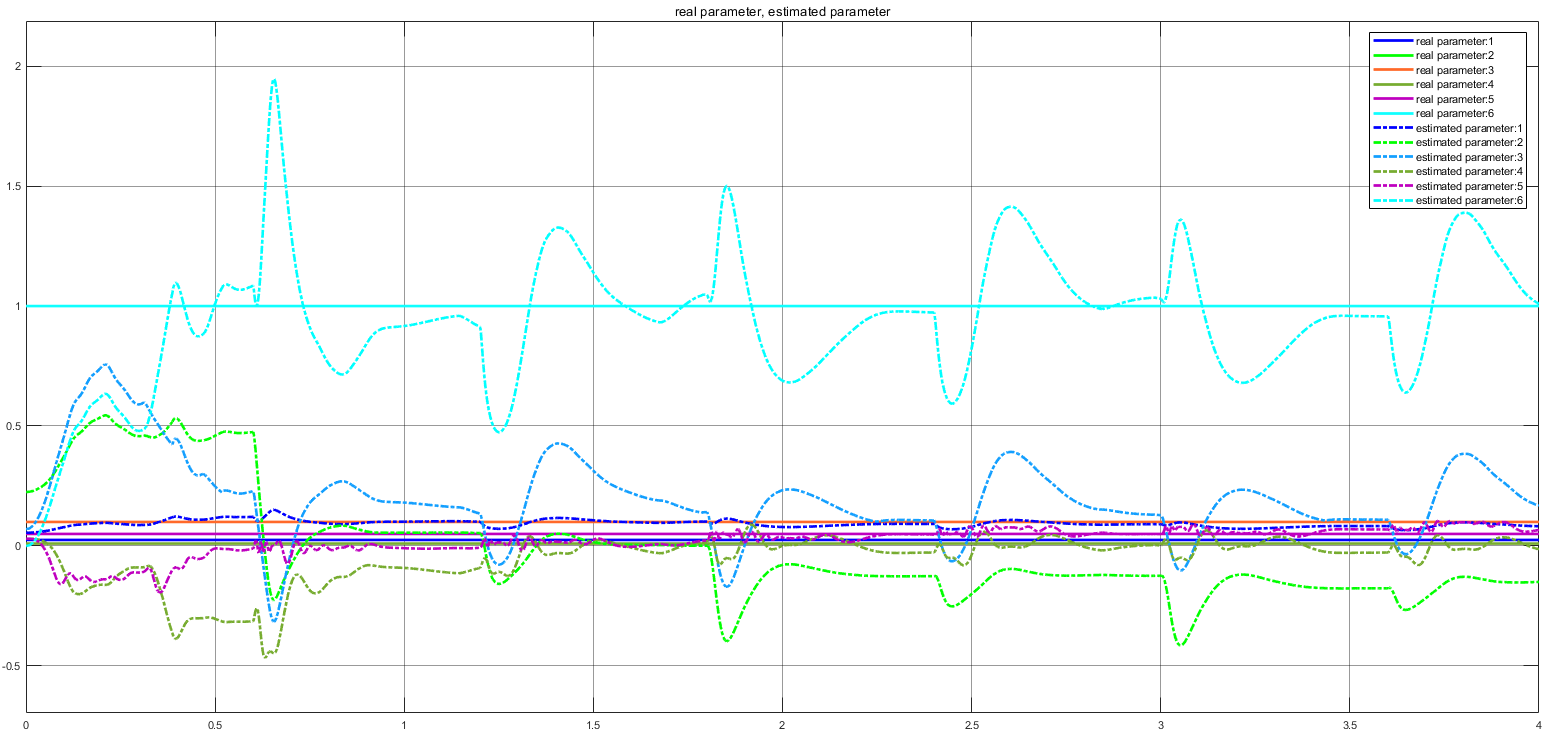 real parameter, estimated parameter
real parameter:1
real parameter:2
real parameter:3
real parameter:4
real parameter:5
real parameter:6
estimated parameter:1
estimated parameter:2
estimated parameter:3
estimated parameter:4
estimated parameter:5
estimated parameter:6
2
1.5
1
0.5
0
-0.5
0 0.5 1 1.5 2 2.5 3 3.5 4